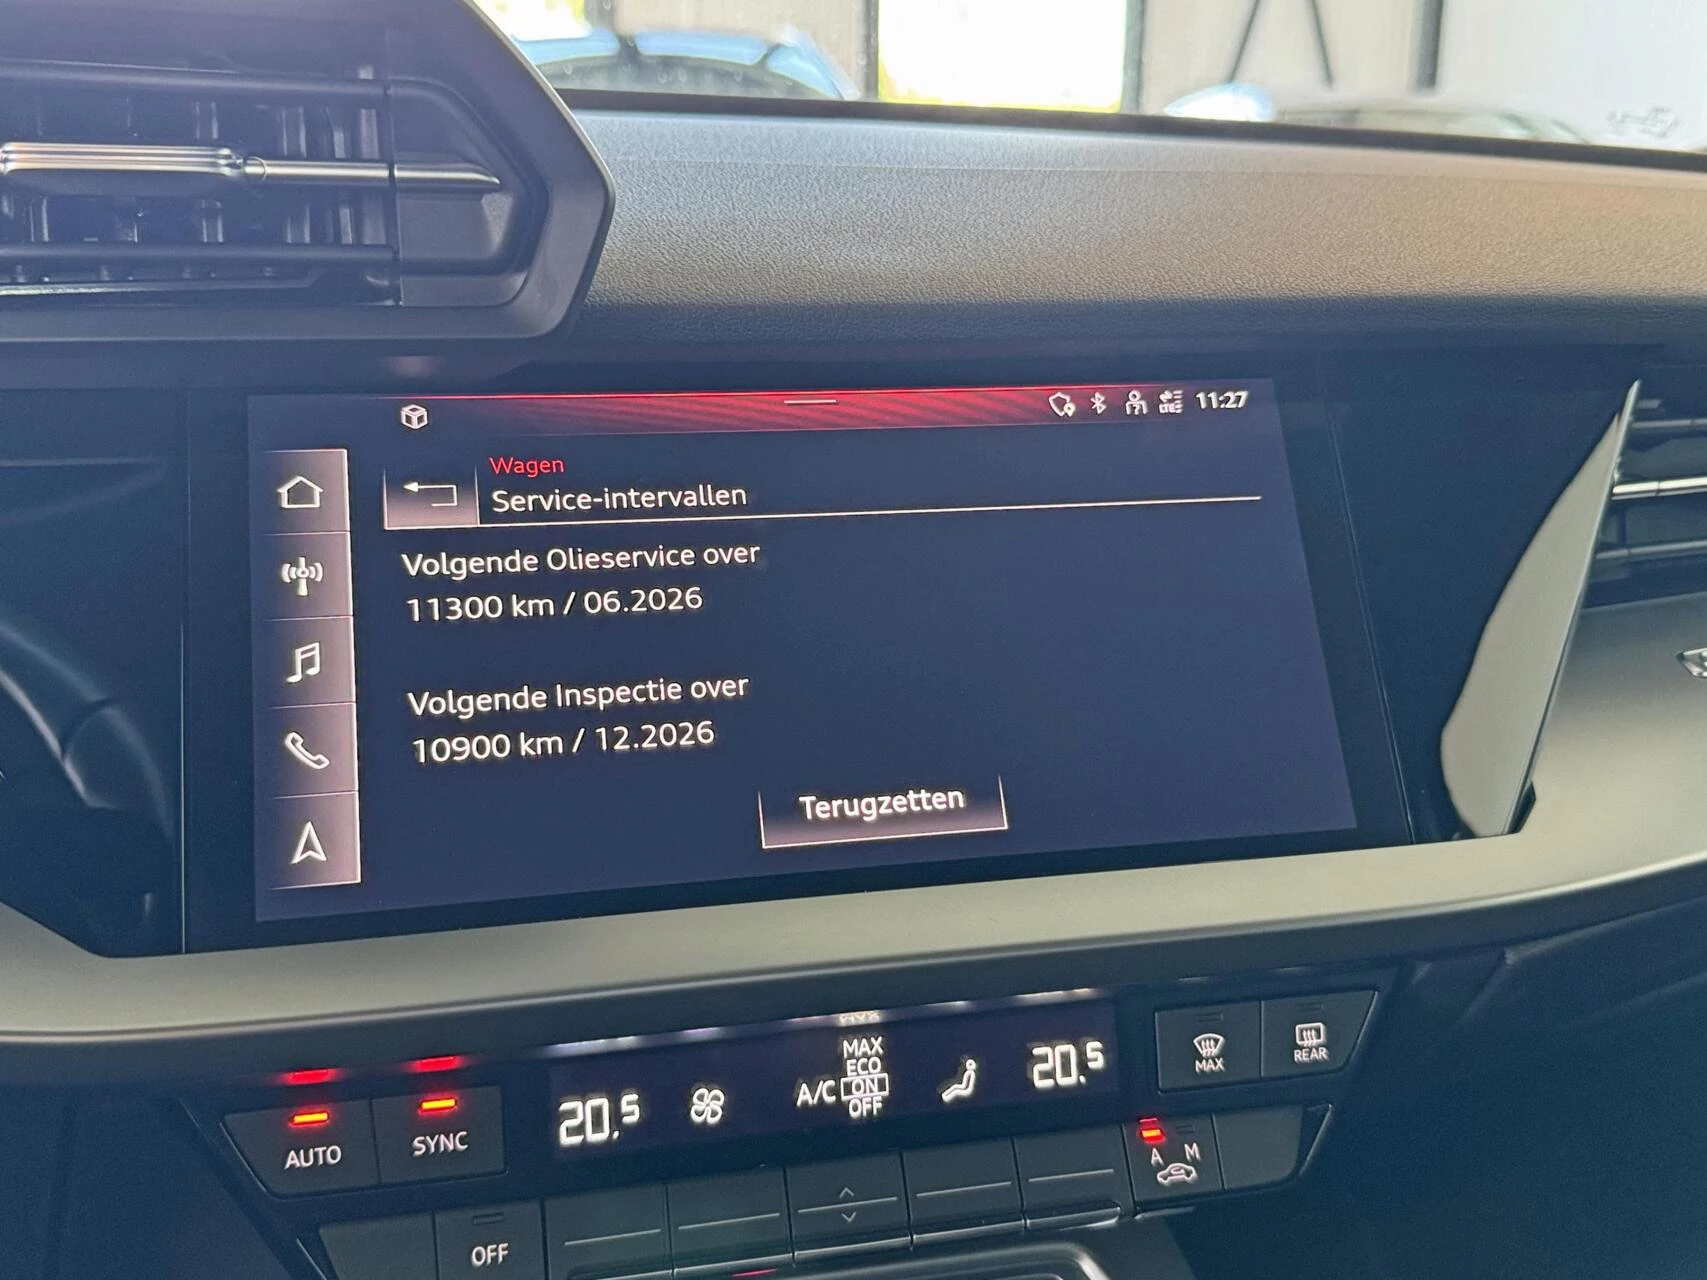 11:27
Wagen
Service-intervallen
Volgende Olieservice over
11300 km / 06.2026
Volgende Inspectie over
10900 km / 12.2026
Terugzetten
MAX
ECO
A/C ON
OFF
20.5
20.5
MAX
REAR
AUTO
SYNC
A M
OFF